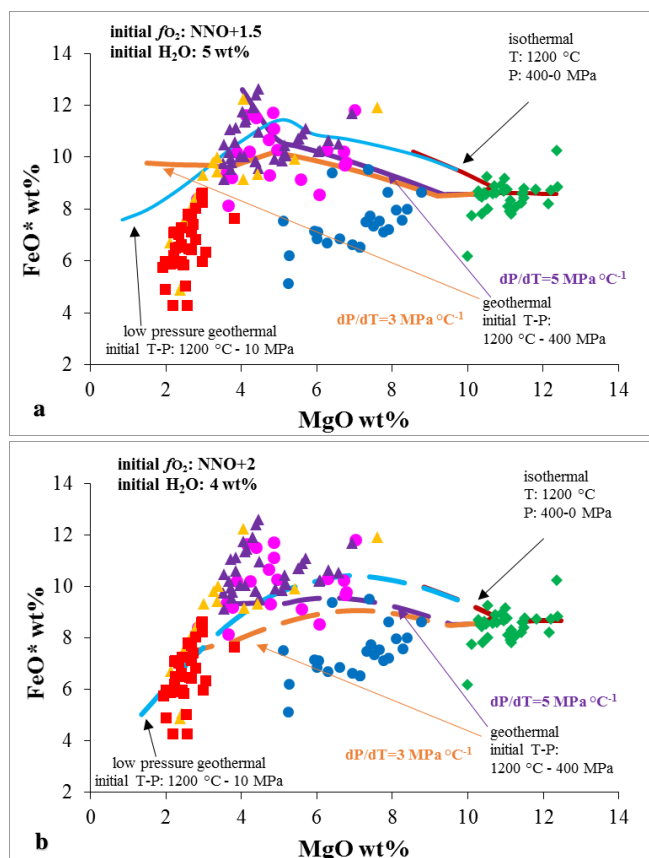 initial fO2: NNO+1.5
initial H2O: 5 wt%
isothermal
T: 1200 °C
P: 400-0 MPa
14
12
10
8
6
4
2
FeO* wt%
dP/dT=5 MPa °C-1
dP/dT=3 MPa °C-1
geothermal
initial T-P:
1200 °C - 400 MPa
low pressure geothermal
initial T-P: 1200 °C - 10 MPa
0 2 4 6 8 10 12 14
a
MgO wt%
initial fO2: NNO+2
initial H2O: 4 wt%
isothermal
T: 1200 °C
P: 400-0 MPa
14
12
10
8
6
4
2
FeO* wt%
dP/dT=5 MPa °C-1
geothermal
initial T-P:
1200 °C - 400 MPa
dP/dT=3 MPa °C-1
low pressure geothermal
initial T-P: 1200 °C - 10 MPa
0 2 4 6 8 10 12 14
b
MgO wt%